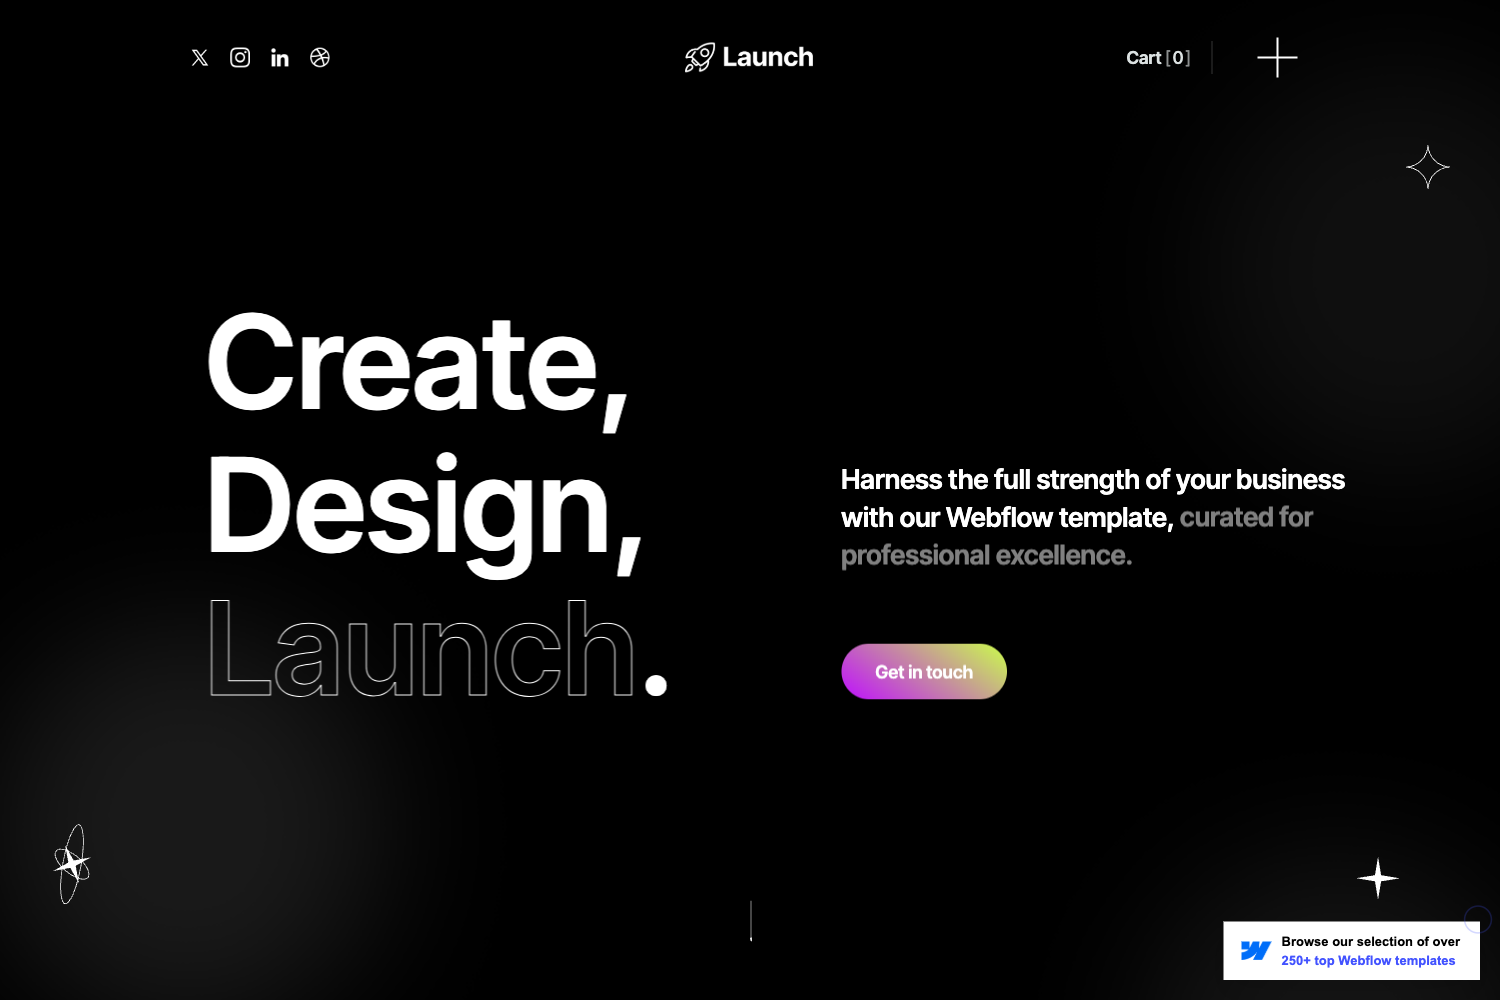 Launch
Cart [0]
Create,
Design,
Launch.
Harness the full strength of your business
with our Webflow template, curated for
professional excellence.
Get in touch
Browse our selection of over
250+ top Webflow templates